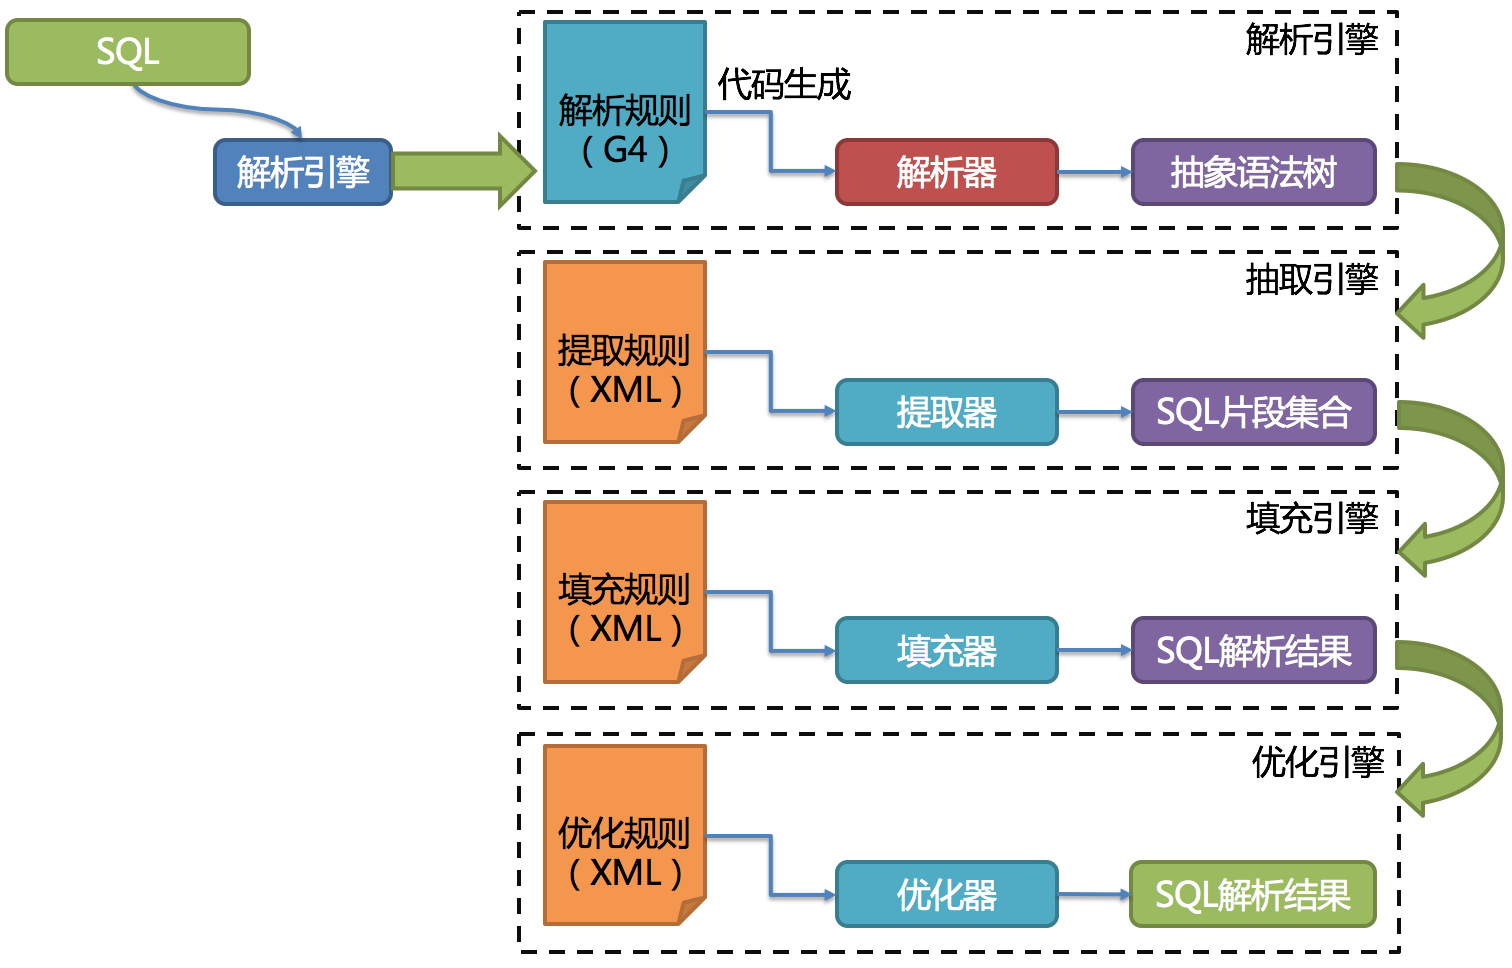 SQL
解析引擎
解析引擎
解析规则
（G4）
代码生成
解析器
抽象语法树
抽取引擎
提取规则
（XML）
提取器
SQL片段集合
填充引擎
填充规则
（XML）
填充器
SQL解析结果
优化引擎
优化规则
（XML）
优化器
SQL解析结果